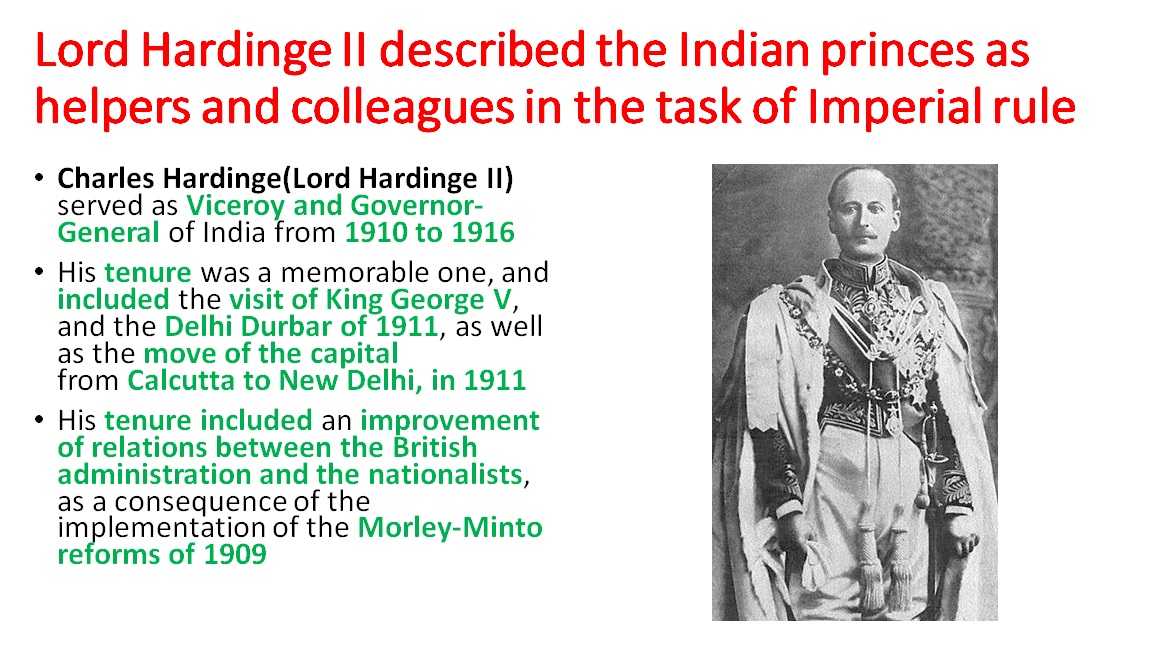 Lord Hardinge II described the Indian princes as
helpers and colleagues in the task of Imperial rule
• Charles Hardinge(Lord Hardinge II)
served as Viceroy and Governor-
General of India from 1910 to 1916
• His tenure was a memorable one, and
included the visit of King George V,
and the Delhi Durbar of 1911, as well
as the move of the capital
from Calcutta to New Delhi, in 1911
• His tenure included an improvement
of relations between the British
administration and the nationalists,
as a consequence of the
implementation of the Morley-Minto
reforms of 1909